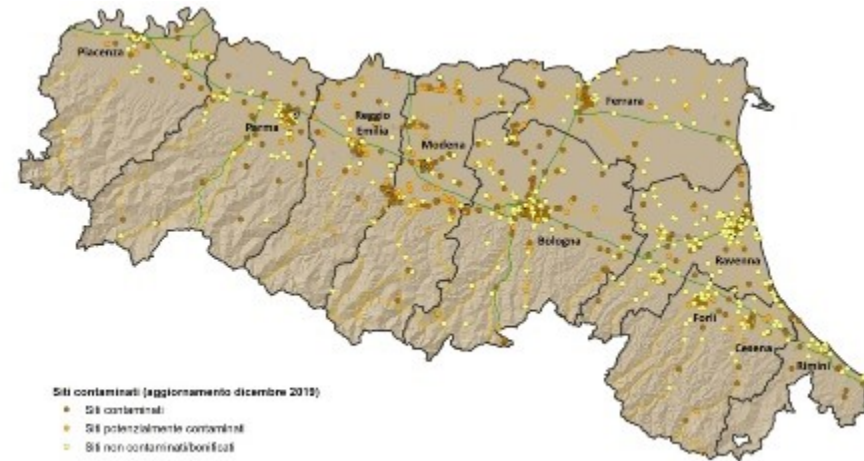 Piacenza
Parma
Reggio
Emilia
Modena
Ferrara
Bologna
Ravenna
Forlì
Cesena
Rimini
Siti contaminati (aggiornamento dicembre 2019)
Siti contaminati
Siti potenzialmente contaminati
Siti non contaminati/bonificati